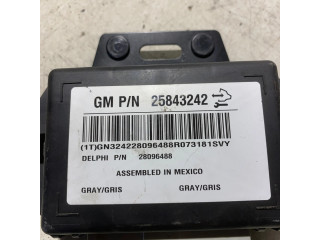 GM P/N 25843242
(1T)GN324228096488R073181SVY
DELPHI P/N 28096488
ASSEMBLED IN MEXICO
GRAY/GRIS GRAY/GRIS